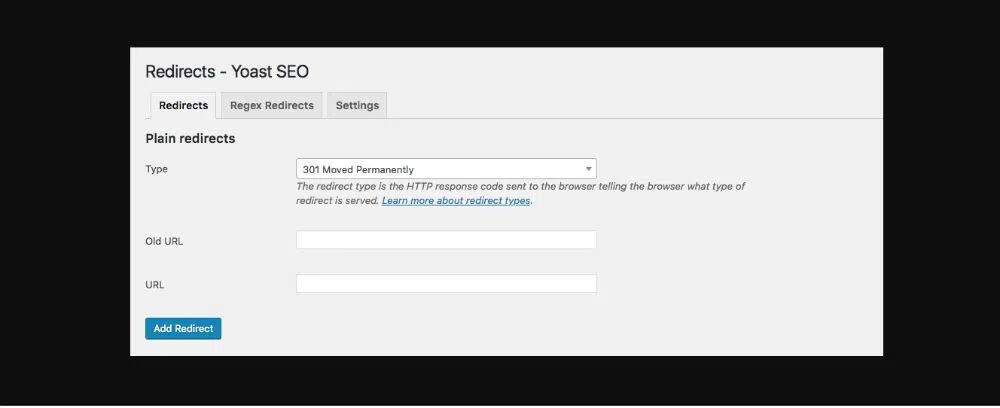 Redirects - Yoast SEO
Redirects Regex Redirects Settings
Plain redirects
Type 301 Moved Permanently
The redirect type is the HTTP response code sent to the browser telling the browser what type of
redirect is served. Learn more about redirect types.
Old URL
URL
Add Redirect